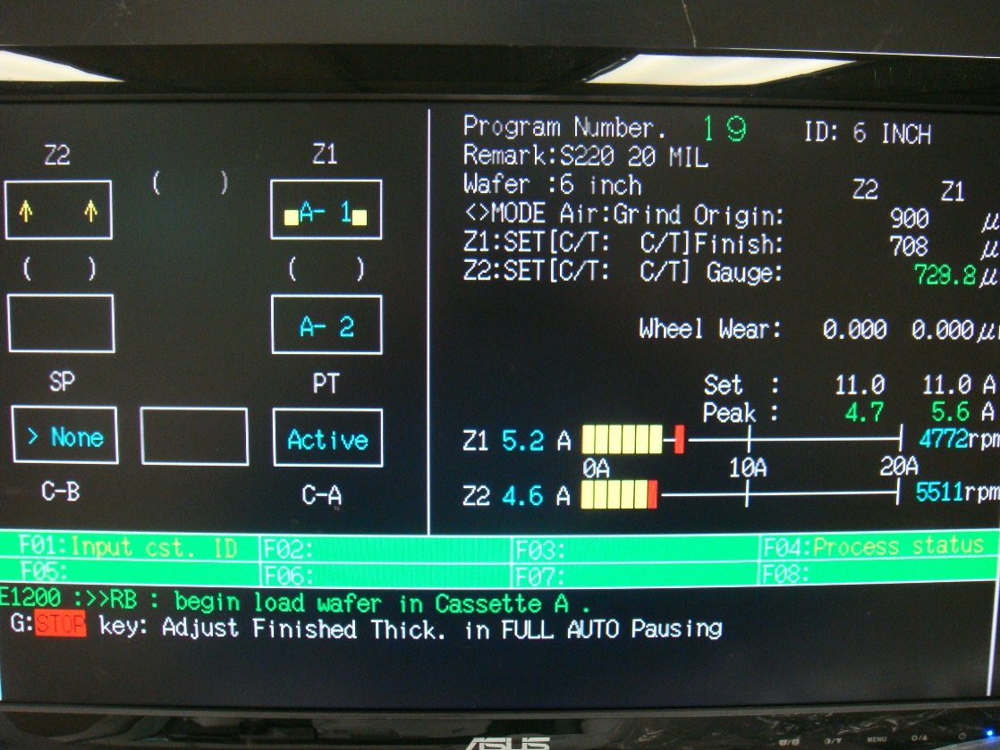 Z2 Z1
( )
↑ ↑ A- 1
( ) ( )
A- 2
SP PT
> None Active
C-B C-A
Program Number. 19 ID: 6 INCH
Remark:S220 20 MIL
Wafer :6 inch Z2 Z1
<>MODE Air:Grind Origin: 900 μ
Z1:SET[C/T: C/T]Finish: 708 μ
Z2:SET[C/T: C/T] Gauge: 729.8μ
Wheel Wear: 0.000 0.000μ
Set : 11.0 11.0 A
Peak : 4.7 5.6 A
Z1 5.2 A 4772rpm
0A 10A 20A
Z2 4.6 A 5511rpm
F01:Input cst. ID F02: F03: F04:Process status
F05: F06: F07: F08:
E1200 :>>RB : begin load wafer in Cassette A .
G:STOP key: Adjust Finished Thick. in FULL AUTO Pausing
ASUS
MENU